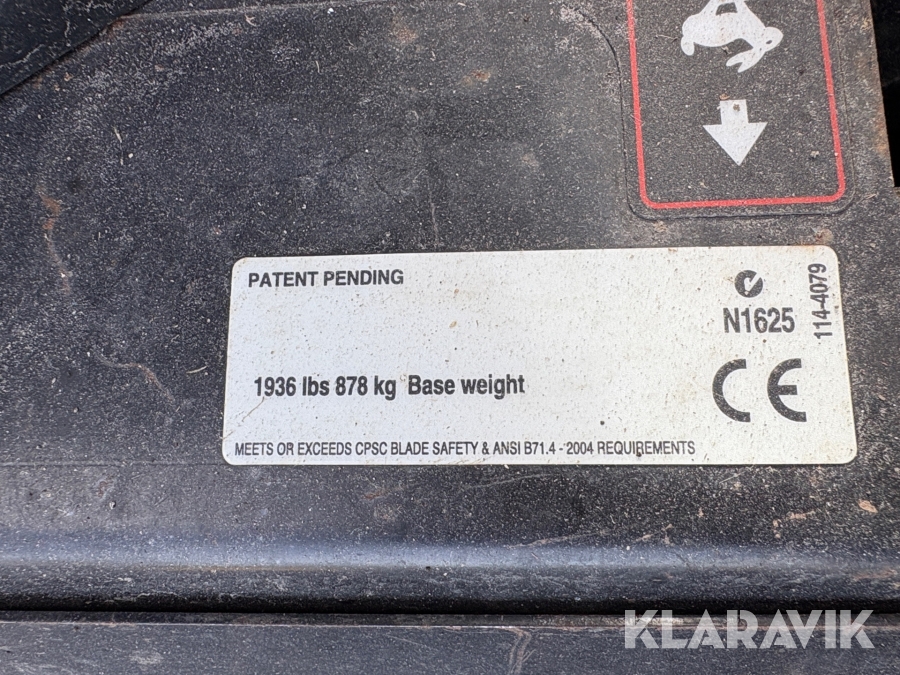 PATENT PENDING
N1625
114-4079
1936 lbs 878 kg Base weight
CE
MEETS OR EXCEEDS CPSC BLADE SAFETY & ANSI B71.4 - 2004 REQUIREMENTS
KLARAVIK